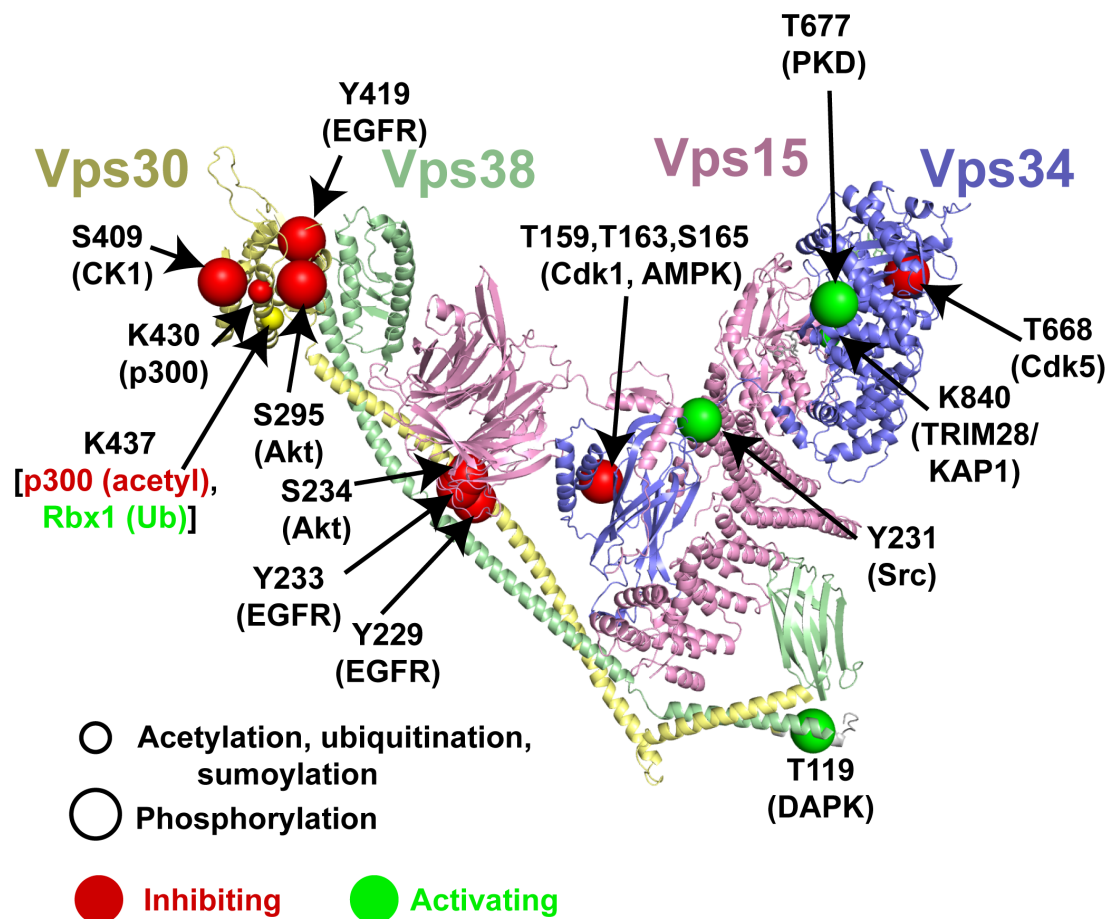 T677
(PKD)
Y419
(EGFR)
Vps30
Vps38
Vps15
Vps34
S409
(CK1)
T159,T163,S165
(Cdk1, AMPK)
K430
(p300)
T668
(Cdk5)
S295
(Akt)
K840
(TRIM28/
KAP1)
K437
[p300 (acetyl),
Rbx1 (Ub)]
S234
(Akt)
Y231
(Src)
Y233
(EGFR)
Y229
(EGFR)
Acetylation, ubiquitination,
sumoylation
Phosphorylation
T119
(DAPK)
Inhibiting
Activating